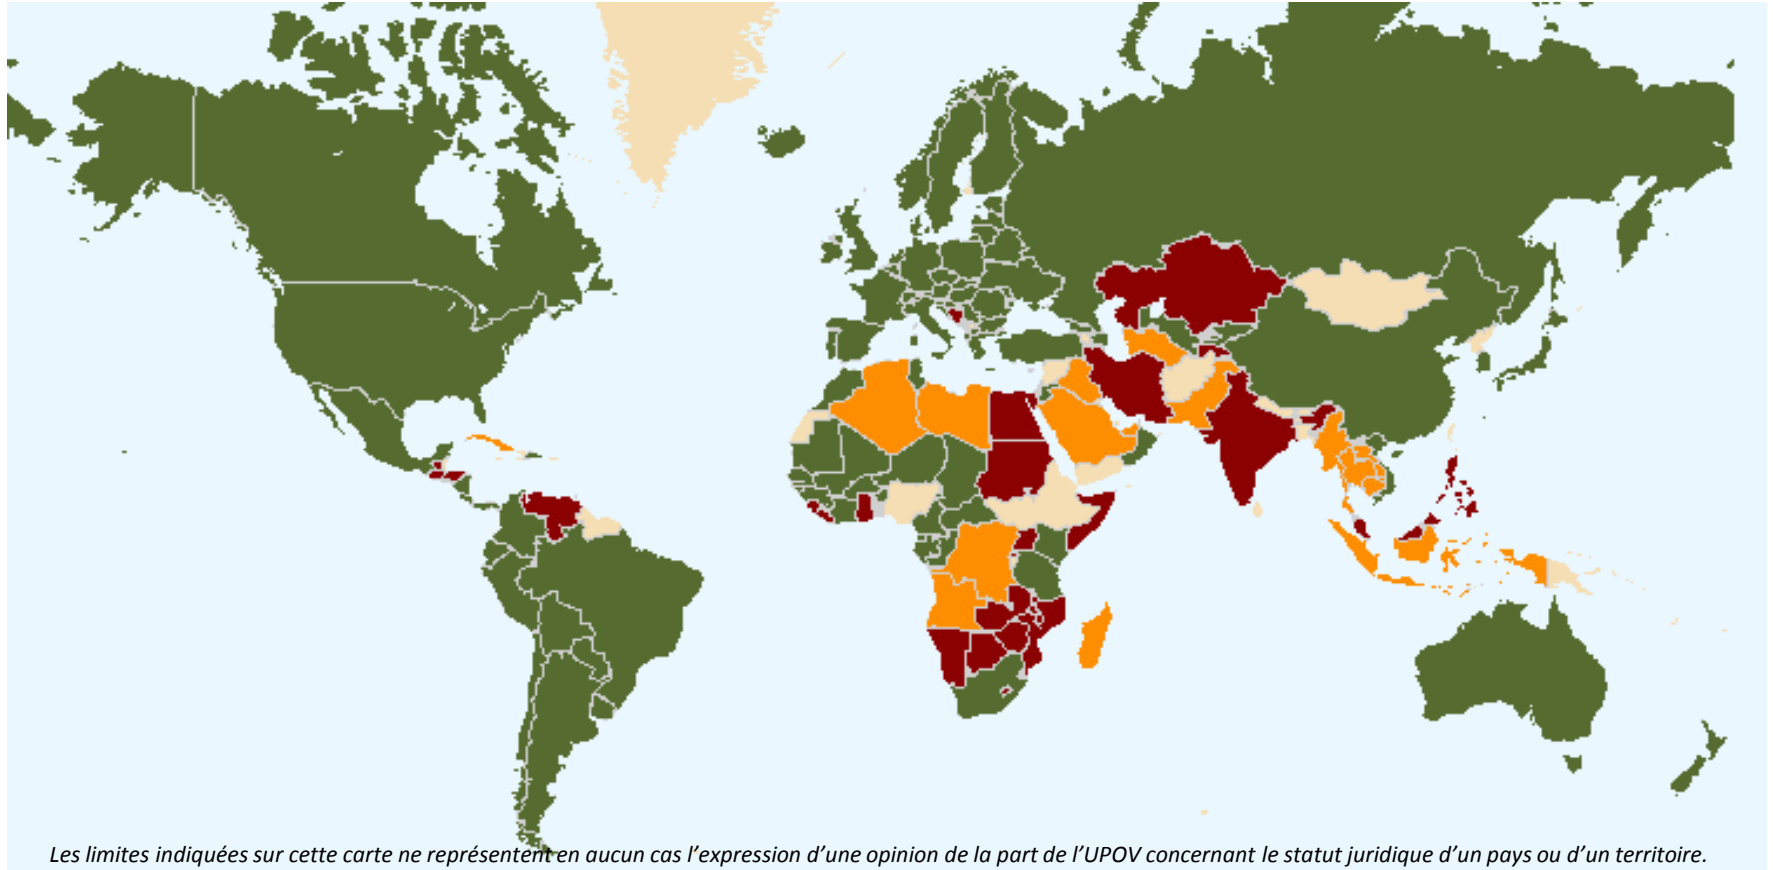 Les limites indiquées sur cette carte ne représentent en aucun cas l’expression d’une opinion de la part de l’UPOV concernant le statut juridique d’un pays ou d’un territoire.